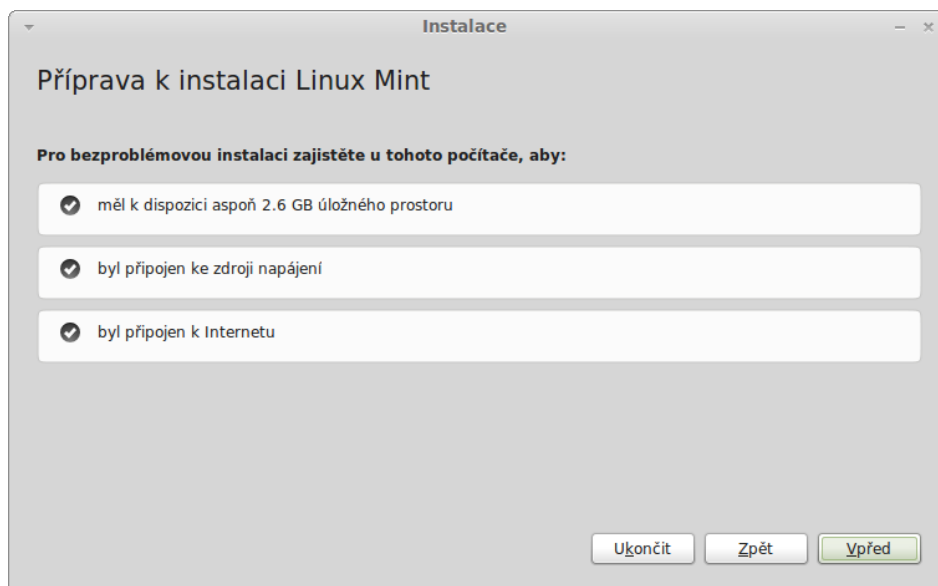 Instalace
Příprava k instalaci Linux Mint
Pro bezproblémovou instalaci zajistěte u tohoto počítače, aby:
měl k dispozici aspoň 2.6 GB úložného prostoru
byl připojen ke zdroji napájení
byl připojen k Internetu
Ukončit Zpět Vpřed